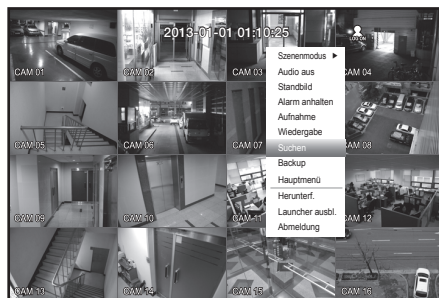 2013-01-01 01:10:25
LOG ON
CAM 01
CAM 02
CAM 03
CAM 04
Szenenmodus ▶
Audio aus
Standbild
Alarm anhalten
Aufnahme
Wiedergabe
Suchen
Backup
Hauptmenü
Herunterf.
Launcher ausbl.
Abmeldung
CAM 05
CAM 06
CAM 07
CAM 08
CAM 09
CAM 10
CAM 11
CAM 12
CAM 13
CAM 14
CAM 15
CAM 16